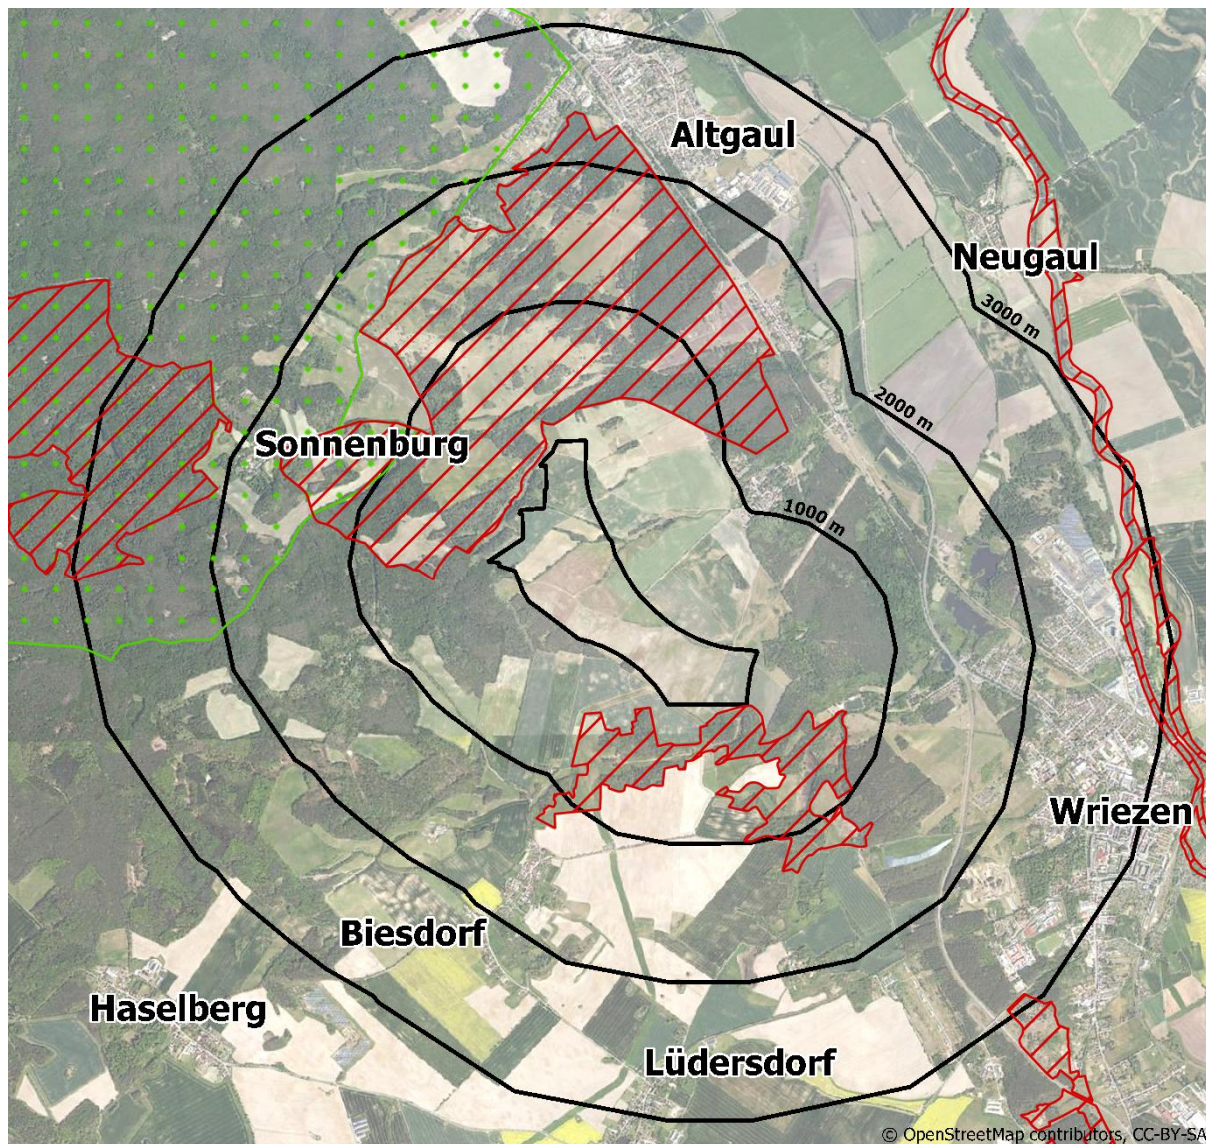 Altgaul
Neugaul
3000 m
2000 m
Sonnenburg
1000 m
Wriezen
Biesdorf
Haselberg
Lüdersdorf
© OpenStreetMap contributors, CC-BY-SA